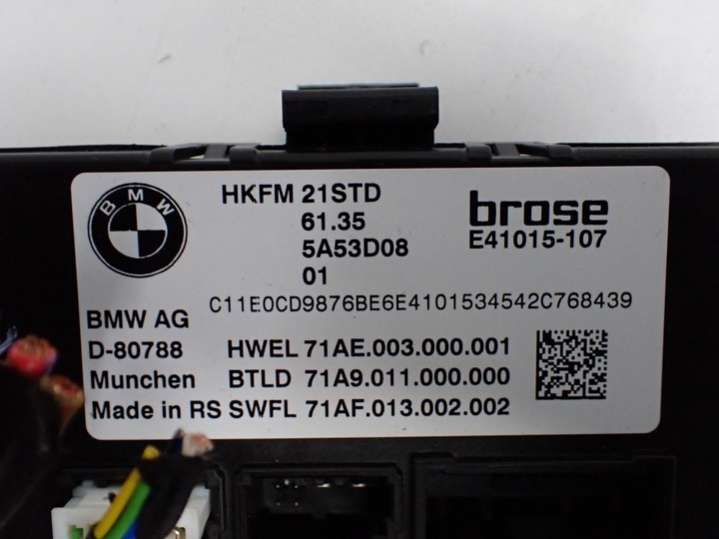 BMW
HKFM 21STD
61.35
5A53D08
01
brose
E41015-107
C11E0CD9876BE6E4101534542C768439
BMW AG
D-80788 HWEL 71AE.003.000.001
Munchen BTLD 71A9.011.000.000
Made in RS SWFL 71AF.013.002.002